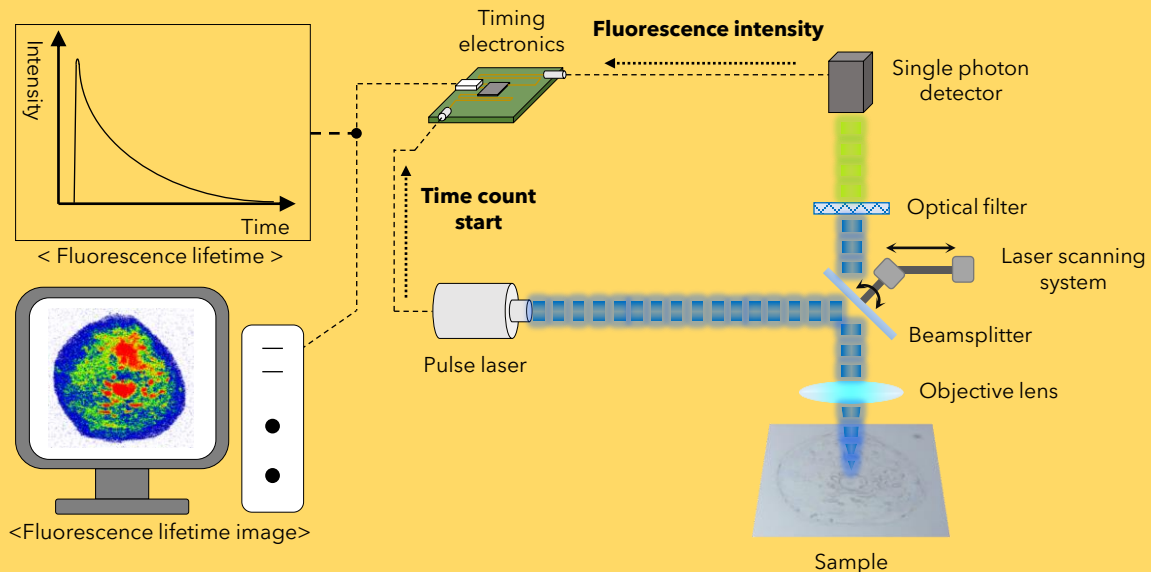 Intensity
Time
< Fluorescence lifetime >
Timing
electronics
Fluorescence intensity
Single photon
detector
Time count
start
Optical filter
Laser scanning
system
Beamsplitter
Pulse laser
Objective lens
<Fluorescence lifetime image>
Sample